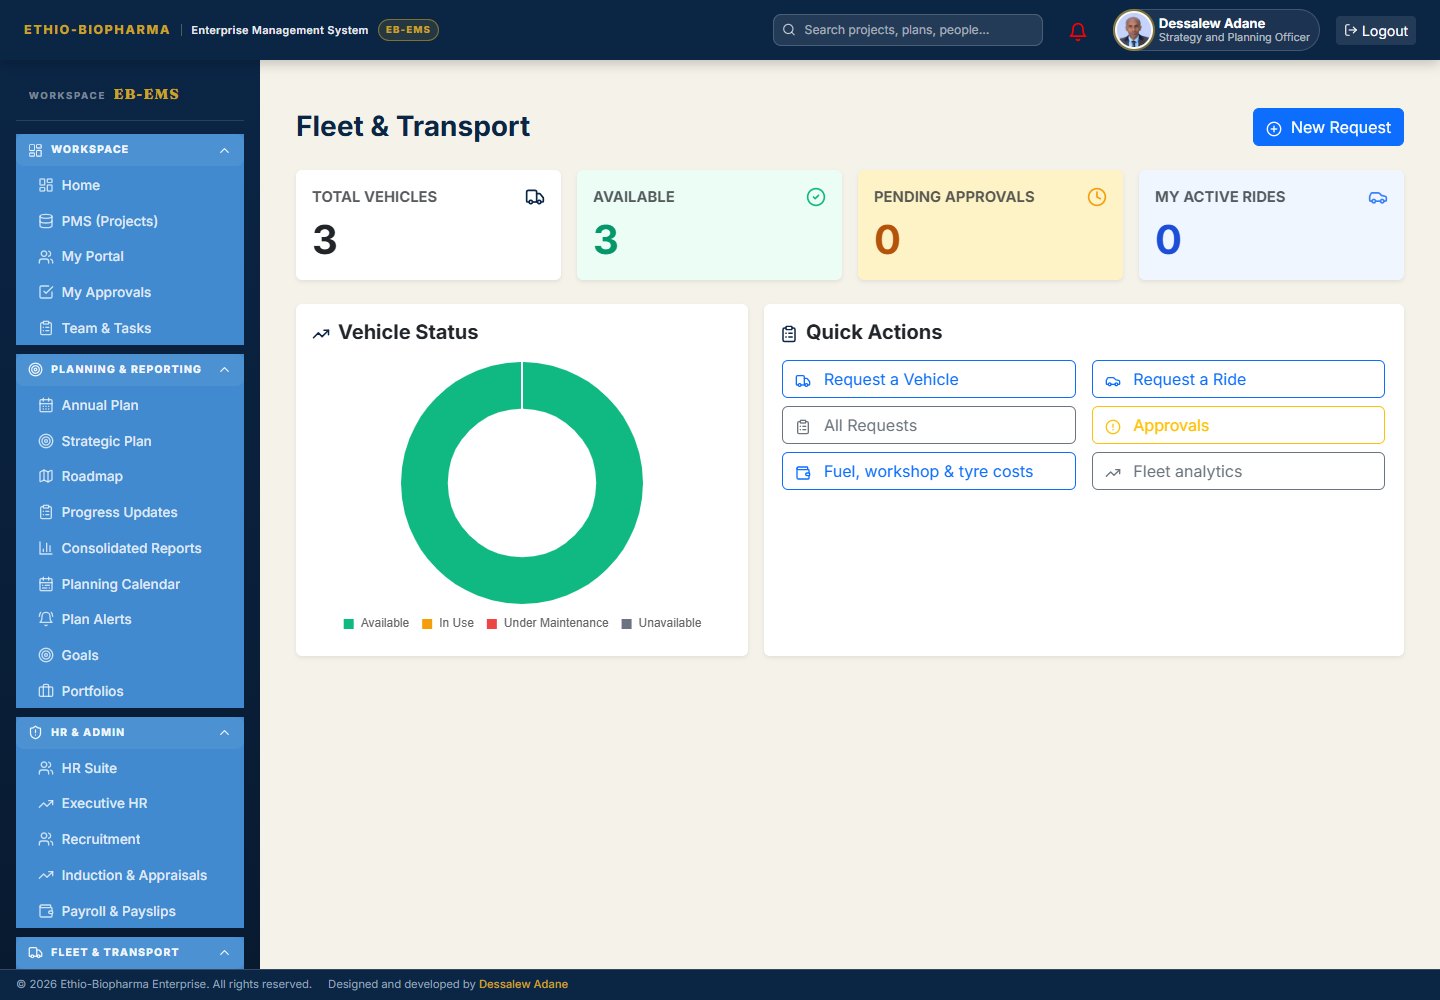 ETHIO-BIOPHARMA | Enterprise Management System EB-EMS
Search projects, plans, people...
Dessalew Adane
Strategy and Planning Officer
Logout
WORKSPACE EB-EMS
WORKSPACE
Home
PMS (Projects)
My Portal
My Approvals
Team & Tasks
PLANNING & REPORTING
Annual Plan
Strategic Plan
Roadmap
Progress Updates
Consolidated Reports
Planning Calendar
Plan Alerts
Goals
Portfolios
HR & ADMIN
HR Suite
Executive HR
Recruitment
Induction & Appraisals
Payroll & Payslips
FLEET & TRANSPORT
Fleet & Transport
New Request
TOTAL VEHICLES
3
AVAILABLE
3
PENDING APPROVALS
0
MY ACTIVE RIDES
0
Vehicle Status
Available In Use Under Maintenance Unavailable
Quick Actions
Request a Vehicle
Request a Ride
All Requests
Approvals
Fuel, workshop & tyre costs
Fleet analytics
© 2026 Ethio-Biopharma Enterprise. All rights reserved. Designed and developed by Dessalew Adane